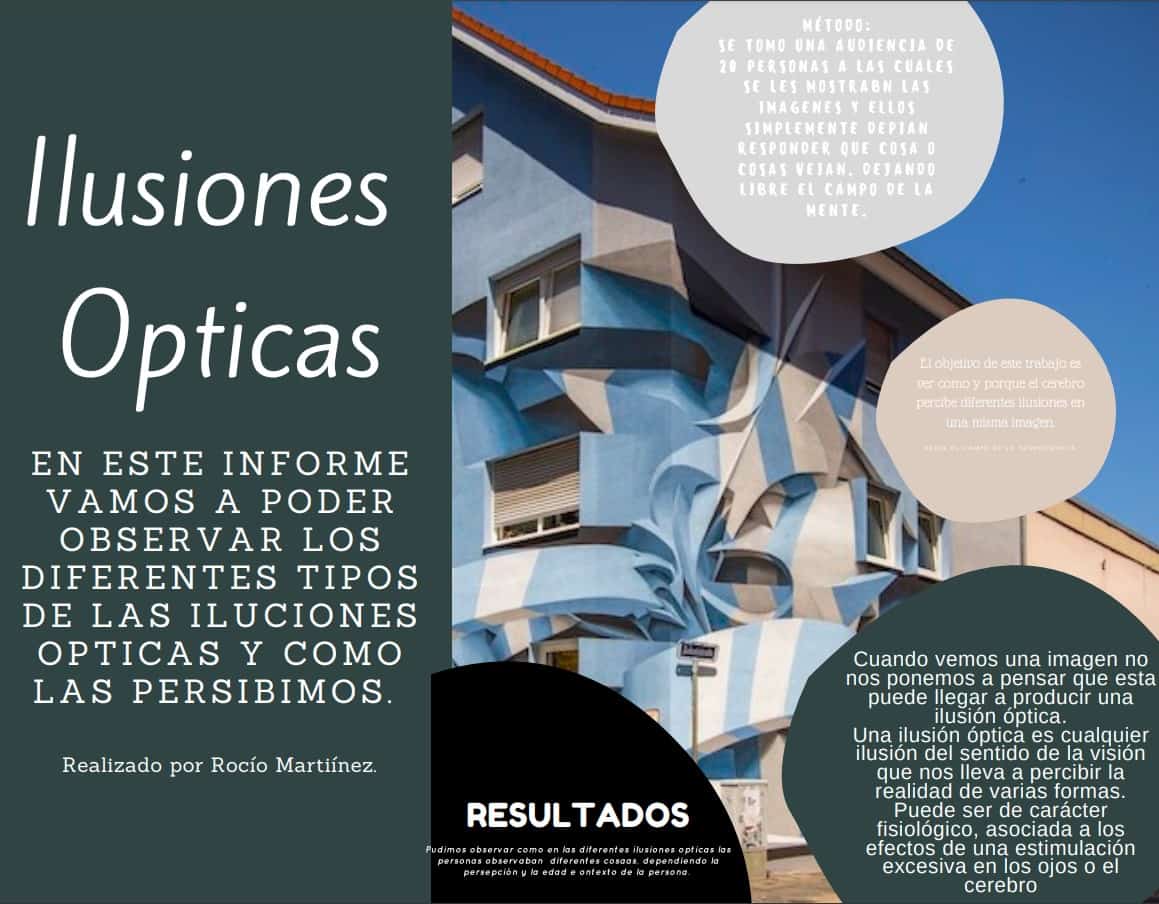 Ilusiones
Opticas
EN ESTE INFORME
VAMOS A PODER
OBSERVAR LOS
DIFERENTES TIPOS
DE LAS ILUCIONES
OPTICAS Y COMO
LAS PERSIBIMOS.
Realizado por Rocío Martiínez.
MÉTODO:
SE TOMO UNA AUDIENCIA DE
20 PERSONAS A LAS CUALES
SE LES MOSTRABN LAS
IMAGENES Y ELLOS
SIMPLEMENTE DEPIAN
RESPONDER QUE COSA O
COSAS VEIAN, DEJANDO
LIBRE EL CAMPO DE LA
MENTE.
El objetivo de este trabajo es
ver como y porque el cerebro
percibe diferentes ilusiones en
una misma imagen.
Cuando vemos una imagen no
nos ponemos a pensar que esta
puede llegar a producir una
ilusión óptica.
Una ilusión óptica es cualquier
ilusión del sentido de la visión
que nos lleva a percibir la
realidad de varias formas.
Puede ser de carácter
fisiológico, asociada a los
efectos de una estimulación
excesiva en los ojos o el
cerebro
RESULTADOS
Pudimos observar como en las diferentes ilusiones opticas las
personas observaban diferentes cosaas, dependiendo la
persepción y la edad e ontexto de la persona.